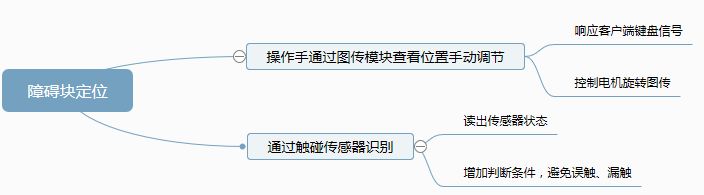 障碍块定位
操作手通过图传模块查看位置手动调节
响应客户端键盘信号
控制电机旋转图传
通过触碰传感器识别
读出传感器状态
增加判断条件，避免误触、漏触